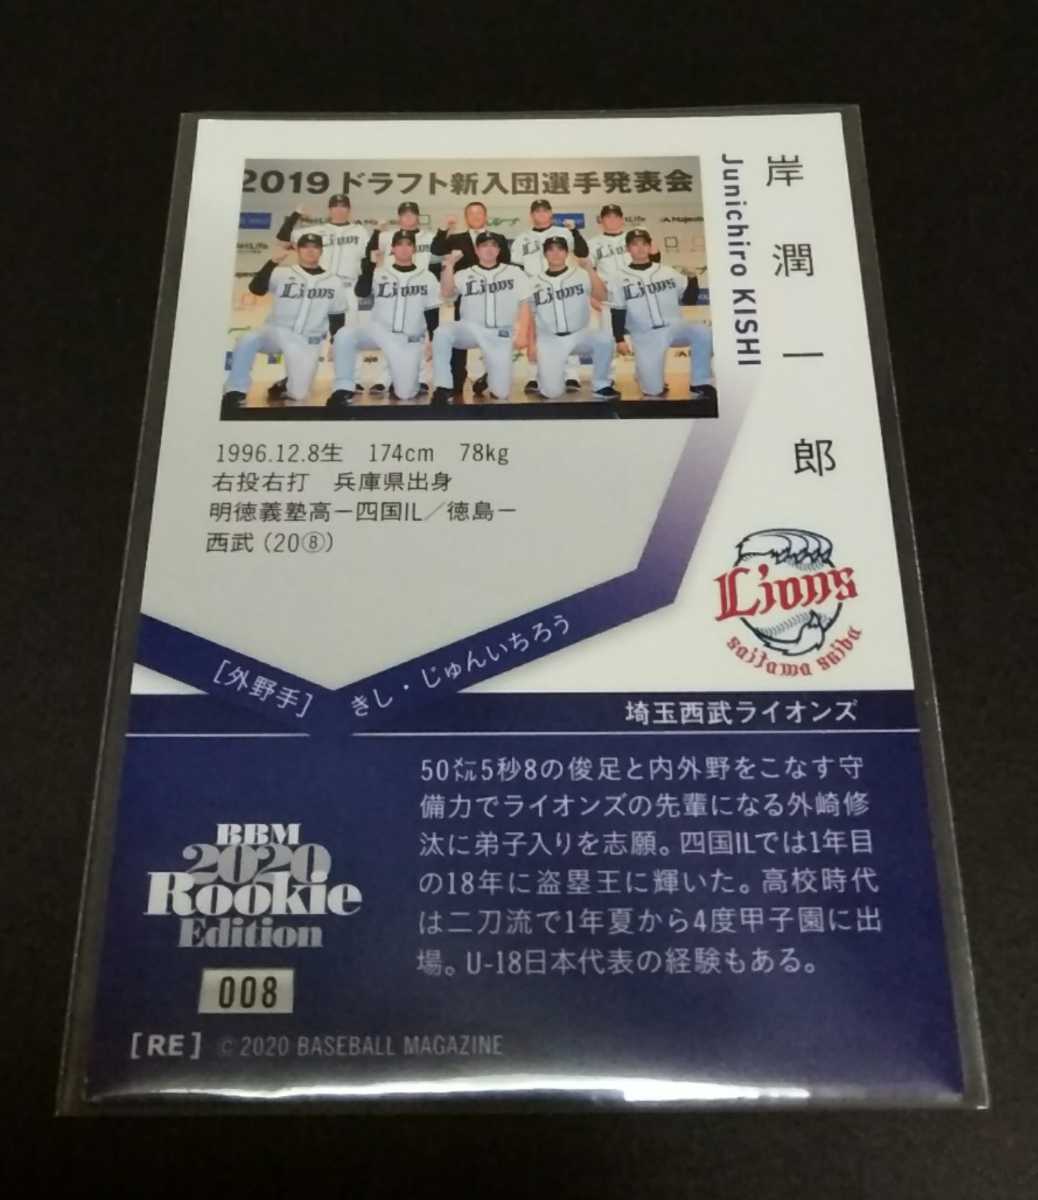 岸潤一郎
Junichiro KISHI
2019 ドラフト新入団選手発表会
Lions
Lions
Lions
Lions
1996.12.8生 174cm 78kg
右投右打 兵庫県出身
明徳義塾高ー四国IL/徳島ー
西武(20⑧)
Lions
saitama seibu
[外野手]
きし・じゅんいちろう
埼玉西武ライオンズ
50㍍5秒8の俊足と内外野をこなす守
備力でライオンズの先輩になる外崎修
汰に弟子入りを志願。四国ILでは1年目
の18年に盗塁王に輝いた。高校時代
は二刀流で1年夏から4度甲子園に出
場。U-18日本代表の経験もある。
BBM
2020
Rookie
Edition
008
[RE] © 2020 BASEBALL MAGAZINE